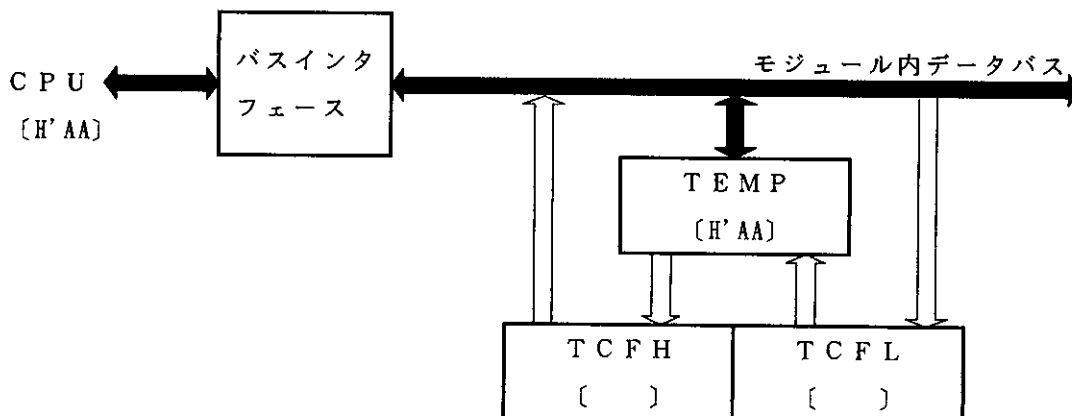 バスインタ
フェース
CPU
〔H'AA〕
モジュール内データバス
TEMP
〔H'AA〕
TCFH
〔 〕
TCFL
〔 〕